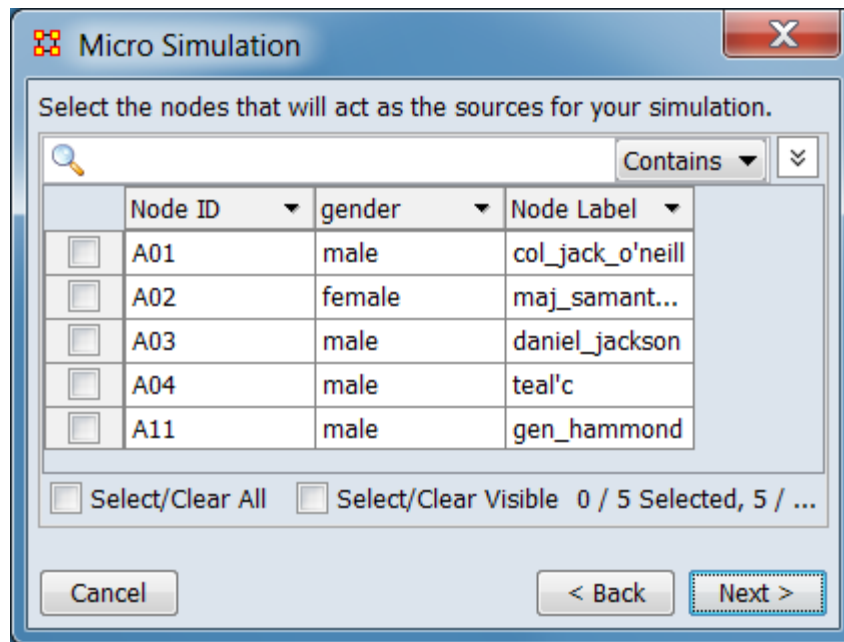 Micro Simulation
X
Select the nodes that will act as the sources for your simulation.
Contains
Node ID gender Node Label
A01 male col_jack_o'neill
A02 female maj_samant...
A03 male daniel_jackson
A04 male teal'c
A11 male gen_hammond
Select/Clear All Select/Clear Visible 0 / 5 Selected, 5 / ...
Cancel < Back Next >